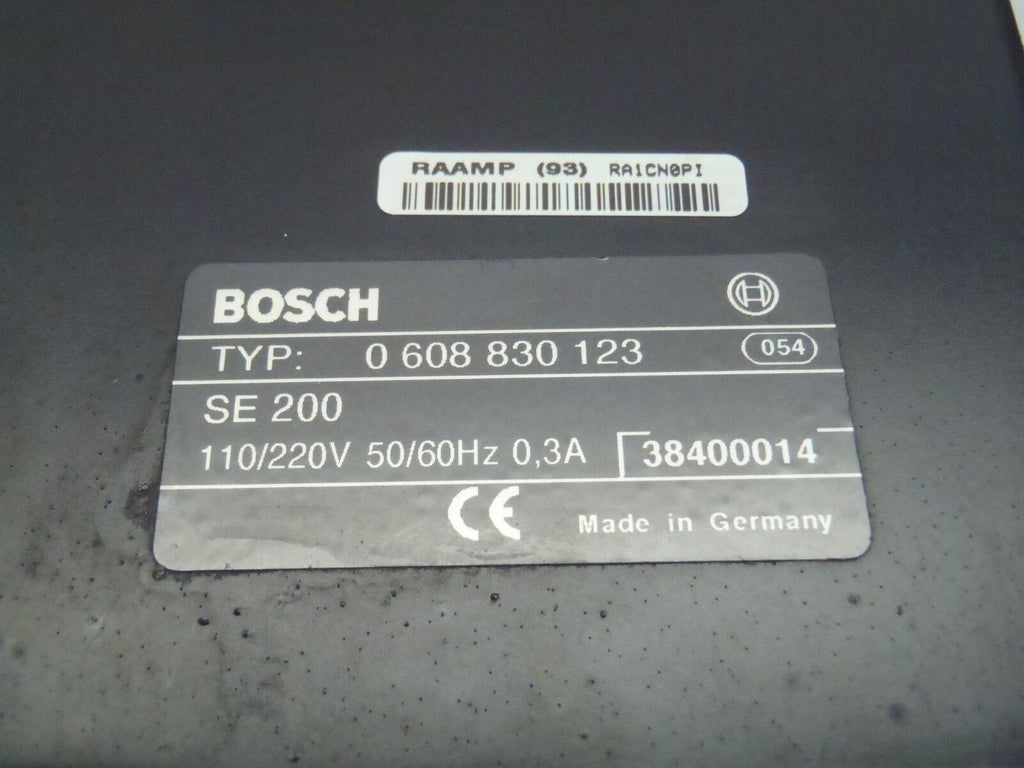 RAAMP (93) RA1CN0PI
BOSCH
TYP: 0 608 830 123 054
SE 200
110/220V 50/60Hz 0,3A 38400014
CE
Made in Germany